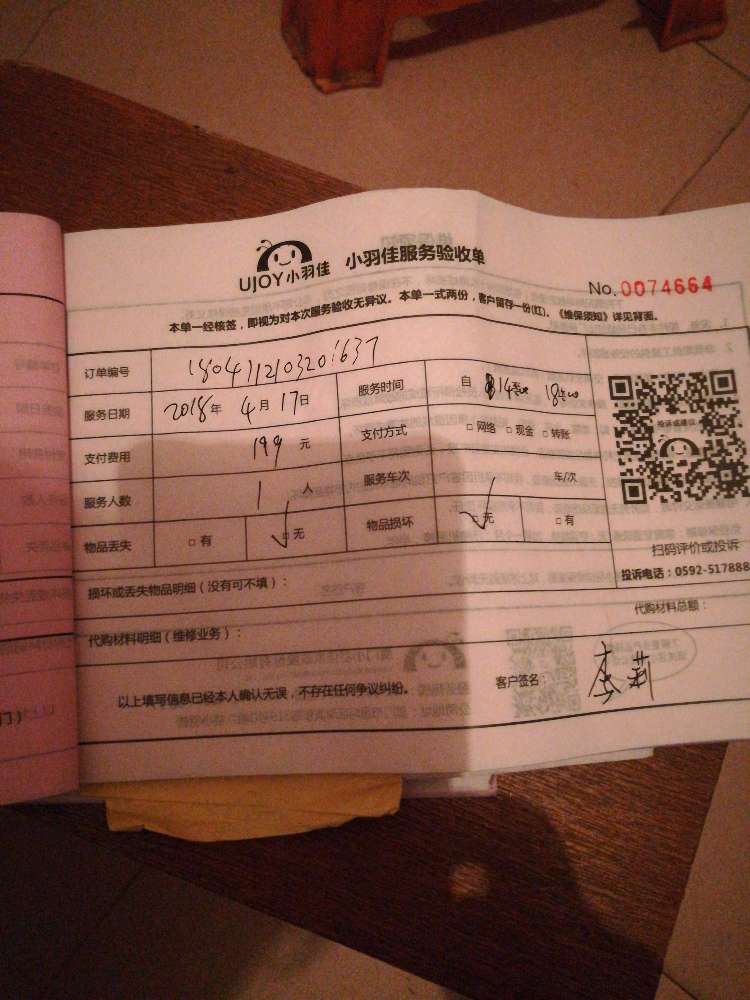 UJOY小羽佳 小羽佳服务验收单
No. 0074664
本单一经核签，即视为对本次服务验收无异议。本单一式两份，客户留存一份(红)。《维保须知》详见背面。
订单编号
服务日期 2018年 4月 17日 服务时间 自 14:00 至 18:00
支付费用 199 元 支付方式 □网络 □现金 □转账
服务人数 1 人 服务车次 车/次
物品丢失 □有 ☑无 物品损坏 ☑无 □有
投诉或建议
扫码评价或投诉
投诉电话：0592-517888
损坏或丢失物品明细（没有可不填）：
代购材料明细（维修业务）： 代购材料总额：
以上填写信息已经本人确认无误，不存在任何争议纠纷。 客户签名： 李莉